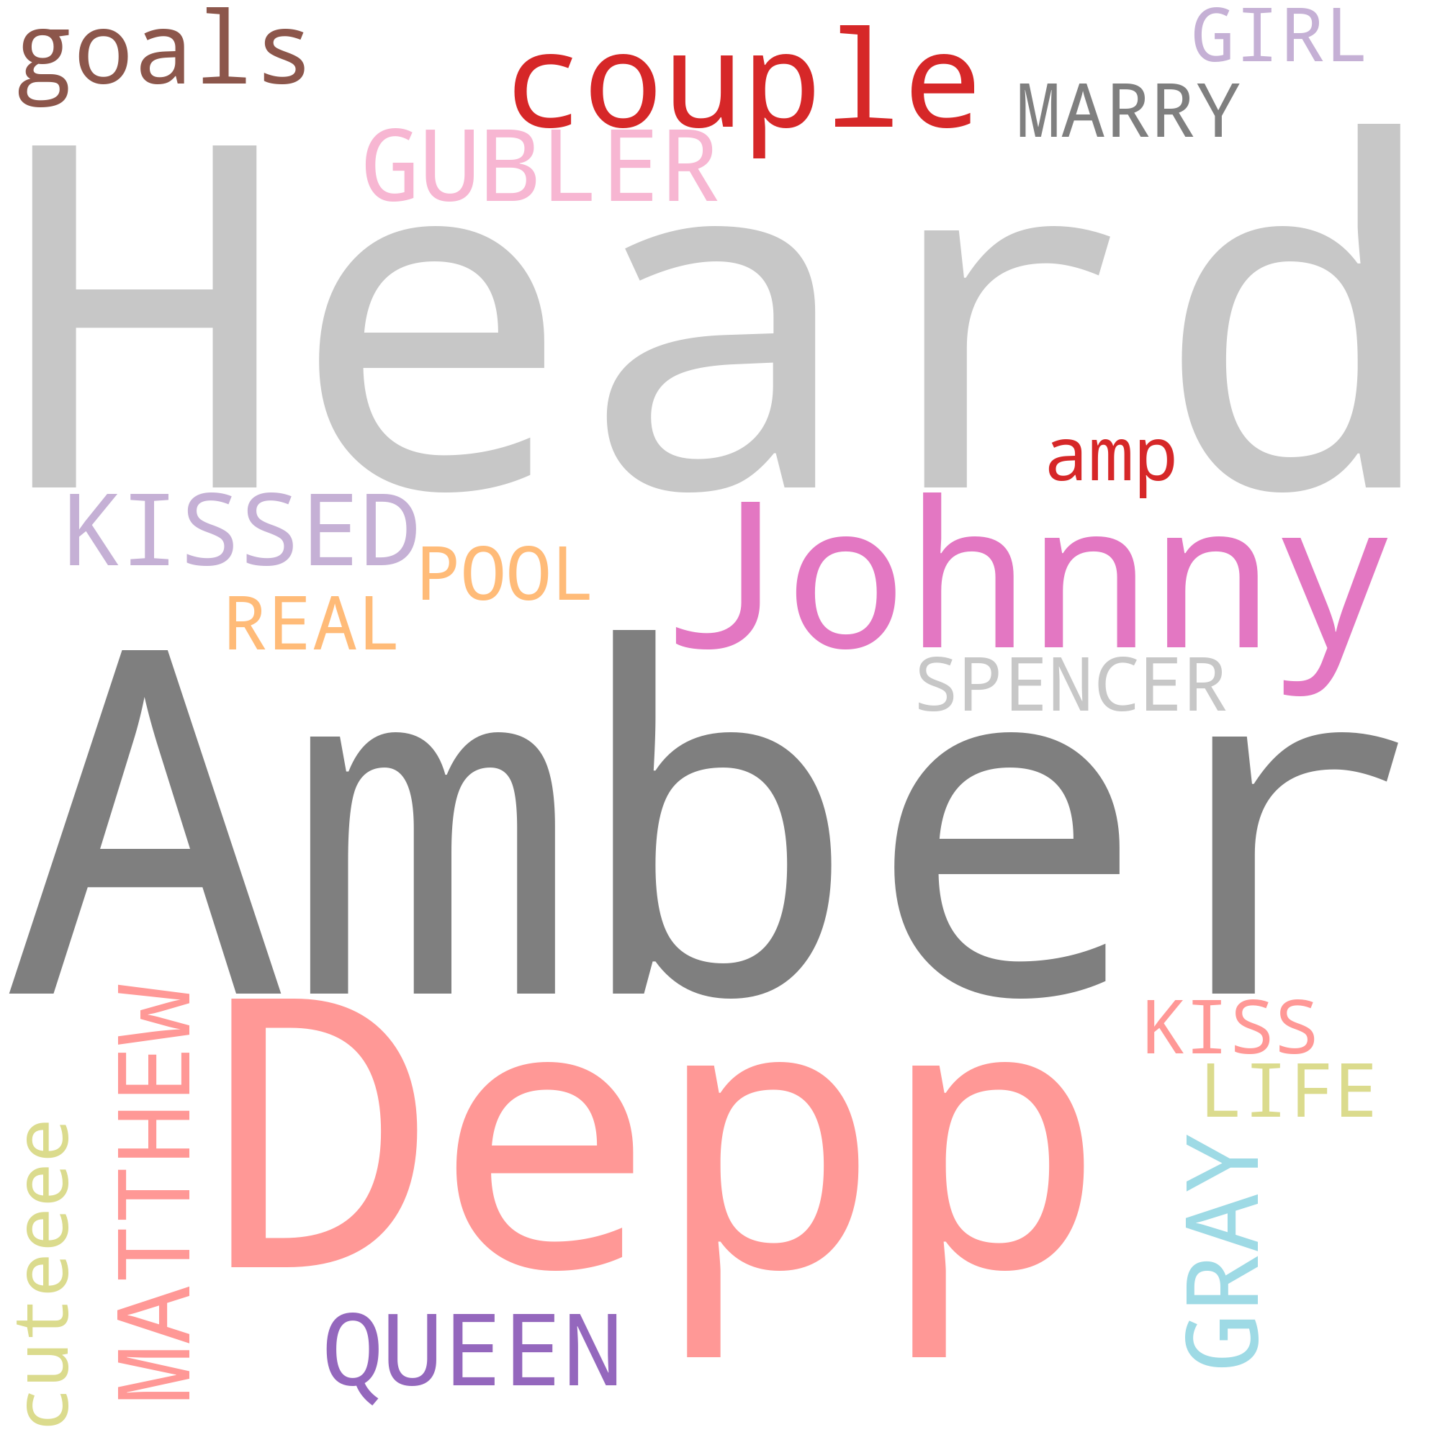 goals
couple
GIRL
MARRY
GUBLER
Heard
amp
KISSED
POOL
Johnny
REAL
SPENCER
Amber
MATTHEW
Depp
KISS
LIFE
cuteeee
GRAY
QUEEN